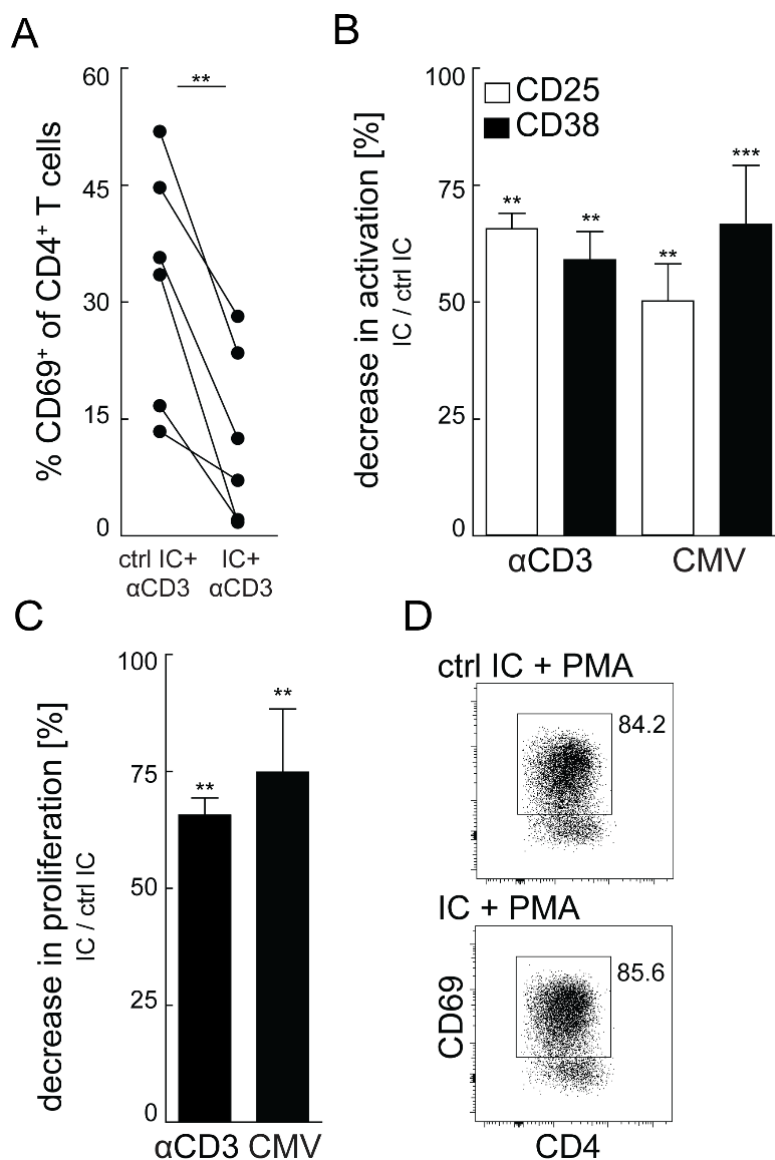 A
% CD69⁺ of CD4⁺ T cells
60
45
30
15
0
**
ctrl IC+
αCD3
IC+
αCD3
B
decrease in activation [%]
IC / ctrl IC
100
75
50
25
0
CD25
CD38
**
**
**
***
αCD3
CMV
C
decrease in proliferation [%]
IC / ctrl IC
100
75
50
25
0
**
**
αCD3 CMV
D
ctrl IC + PMA
84.2
IC + PMA
85.6
CD69
CD4